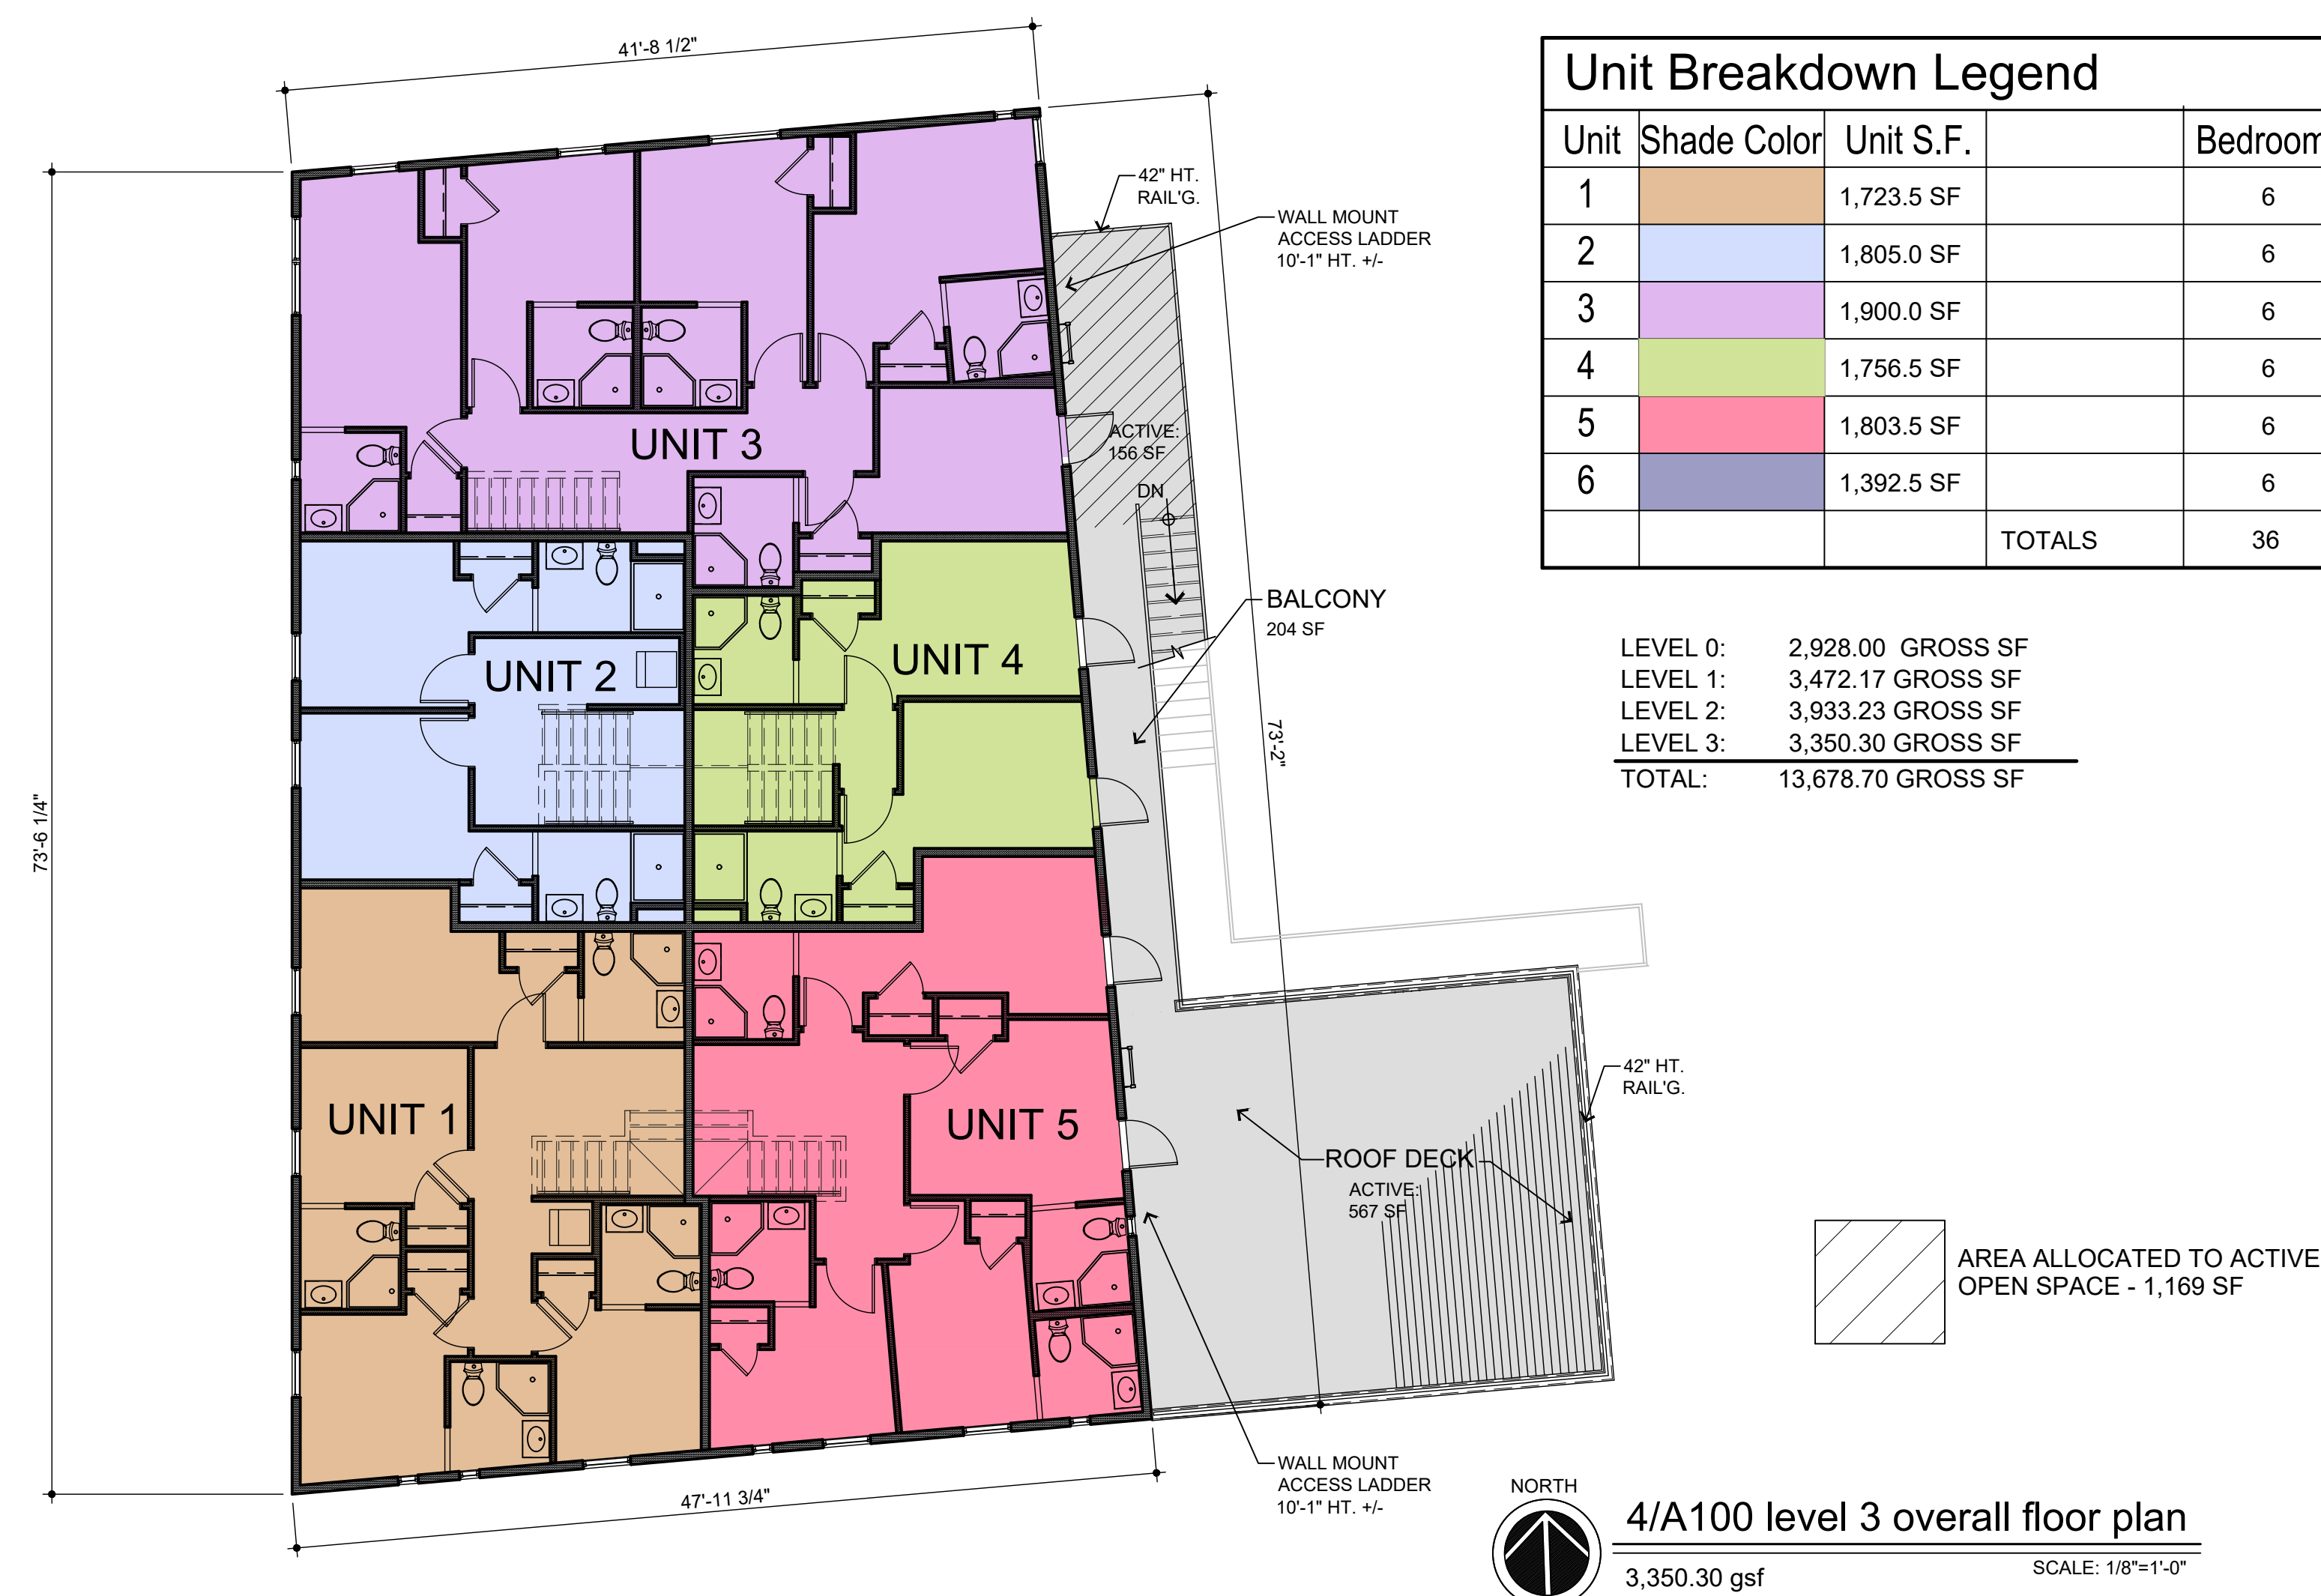 41'-8 1/2"
73'-6 1/4"
47'-11 3/4"
73'-2"
42" HT.
RAIL'G.
WALL MOUNT
ACCESS LADDER
10'-1" HT. +/-
ACTIVE:
156 SF
DN
BALCONY
204 SF
UNIT 3
UNIT 2
UNIT 4
UNIT 1
UNIT 5
42" HT.
RAIL'G.
ROOF DECK
ACTIVE:
567 SF
WALL MOUNT
ACCESS LADDER
10'-1" HT. +/-
Unit Breakdown Legend
Unit Shade Color Unit S.F. Bedroom
1 1,723.5 SF 6
2 1,805.0 SF 6
3 1,900.0 SF 6
4 1,756.5 SF 6
5 1,803.5 SF 6
6 1,392.5 SF 6
TOTALS 36
LEVEL 0: 2,928.00 GROSS SF
LEVEL 1: 3,472.17 GROSS SF
LEVEL 2: 3,933.23 GROSS SF
LEVEL 3: 3,350.30 GROSS SF
TOTAL: 13,678.70 GROSS SF
AREA ALLOCATED TO ACTIVE
OPEN SPACE - 1,169 SF
NORTH
4/A100 level 3 overall floor plan
3,350.30 gsf SCALE: 1/8"=1'-0"